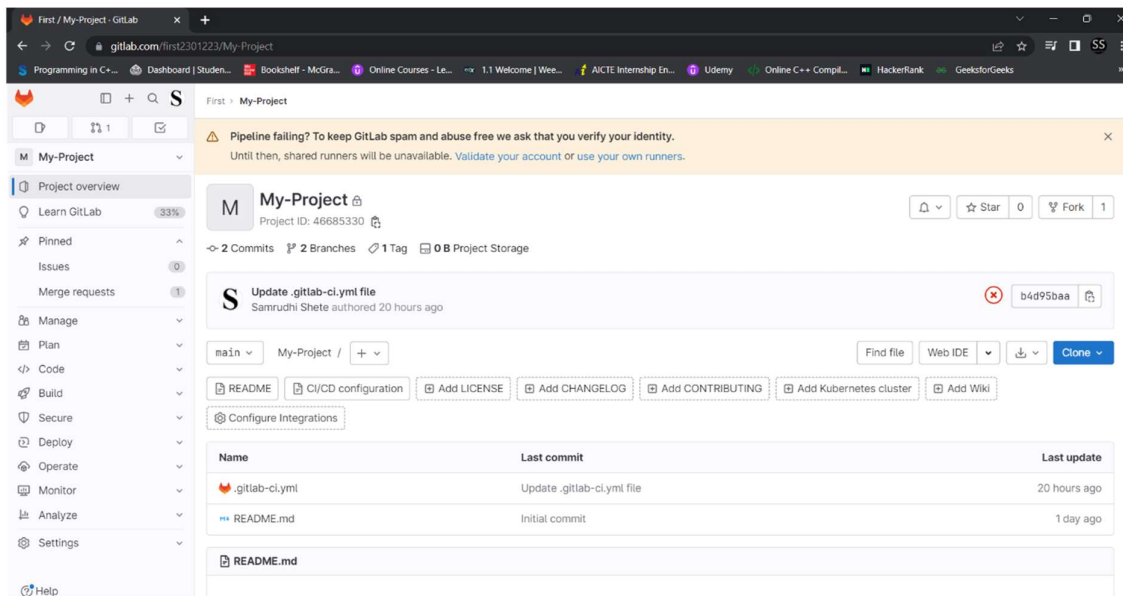 First / My-Project · GitLab
gitlab.com/first2301223/My-Project
SS
Programming in C+... Dashboard | Studen... Bookshelf - McGra... Online Courses - Le... 1.1 Welcome | Wee... AICTE Internship En... Udemy Online C++ Compil... HackerRank GeeksforGeeks
S First > My-Project
1
M My-Project
Project overview
Learn GitLab 33%
Pinned
Issues 0
Merge requests 1
Manage
Plan
Code
Build
Secure
Deploy
Operate
Monitor
Analyze
Settings
Help
Pipeline failing? To keep GitLab spam and abuse free we ask that you verify your identity.
Until then, shared runners will be unavailable. Validate your account or use your own runners.
M My-Project
Project ID: 46685330
Star 0 Fork 1
2 Commits 2 Branches 1 Tag 0 B Project Storage
S Update .gitlab-ci.yml file
Samrudhi Shete authored 20 hours ago
b4d95baa
main My-Project / + Find file Web IDE Clone
README CI/CD configuration Add LICENSE Add CHANGELOG Add CONTRIBUTING Add Kubernetes cluster Add Wiki
Configure Integrations
Name Last commit Last update
.gitlab-ci.yml Update .gitlab-ci.yml file 20 hours ago
README.md Initial commit 1 day ago
README.md